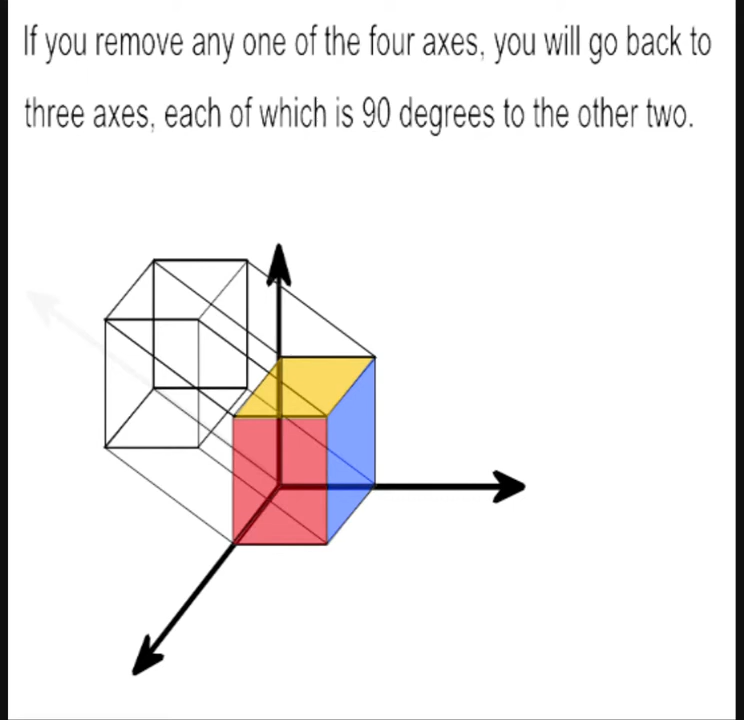 If you remove any one of the four axes, you will go back to
three axes, each of which is 90 degrees to the other two.